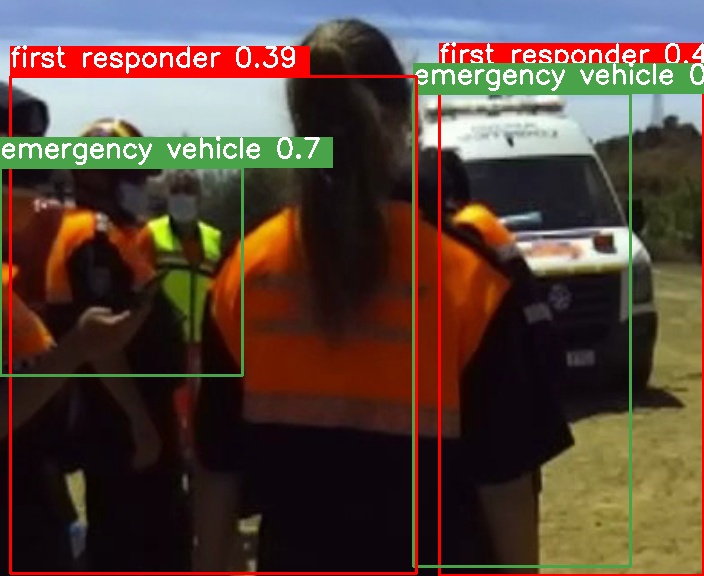 first responder 0.39
first responder 0.4
emergency vehicle 0
emergency vehicle 0.7